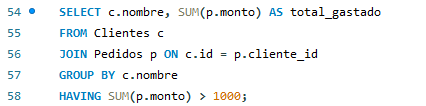 54 SELECT c.nombre, SUM(p.monto) AS total_gastado
55 FROM Clientes c
56 JOIN Pedidos p ON c.id = p.cliente_id
57 GROUP BY c.nombre
58 HAVING SUM(p.monto) > 1000;